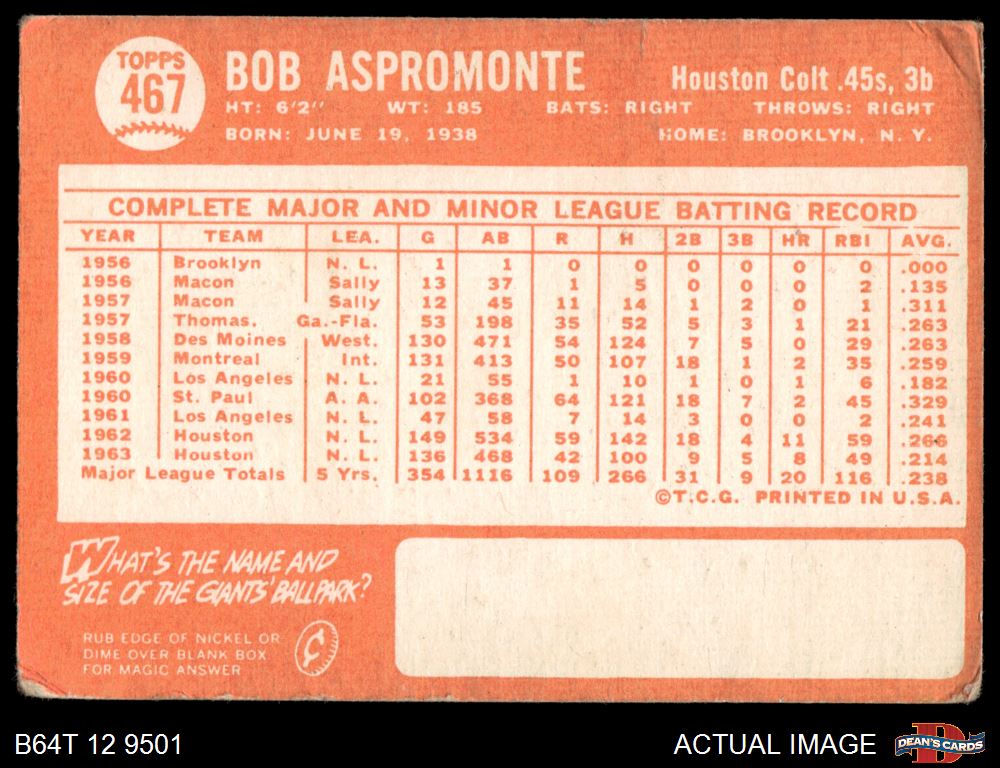 TOPPS
467
BOB ASPROMONTE
Houston Colt .45s, 3b
HT: 6'2" WT: 185 BATS: RIGHT THROWS: RIGHT
BORN: JUNE 19, 1938 HOME: BROOKLYN, N. Y.
COMPLETE MAJOR AND MINOR LEAGUE BATTING RECORD
YEAR TEAM LEA. G AB R H 2B 3B HR RBI AVG.
1956 Brooklyn N. L. 1 1 0 0 0 0 0 0 .000
1956 Macon Sally 13 37 1 5 0 0 0 2 .135
1957 Macon Sally 12 45 11 14 1 2 0 1 .311
1957 Thomas. Ga.-Fla. 53 198 35 52 5 3 1 21 .263
1958 Des Moines West. 130 471 54 124 7 5 0 29 .263
1959 Montreal Int. 131 413 50 107 18 1 2 35 .259
1960 Los Angeles N. L. 21 55 1 10 1 0 1 6 .182
1960 St. Paul A. A. 102 368 64 121 18 7 2 45 .329
1961 Los Angeles N. L. 47 58 7 14 3 0 0 2 .241
1962 Houston N. L. 149 534 59 142 18 4 11 59 .266
1963 Houston N. L. 136 468 42 100 9 5 8 49 .214
Major League Totals 5 Yrs. 354 1116 109 266 31 9 20 116 .238
©T.C.G. PRINTED IN U.S.A.
WHAT'S THE NAME AND
SIZE OF THE GIANTS' BALLPARK?
RUB EDGE OF NICKEL OR
DIME OVER BLANK BOX
FOR MAGIC ANSWER
¢
B64T 12 9501
ACTUAL IMAGE
D
DEAN'S CARDS